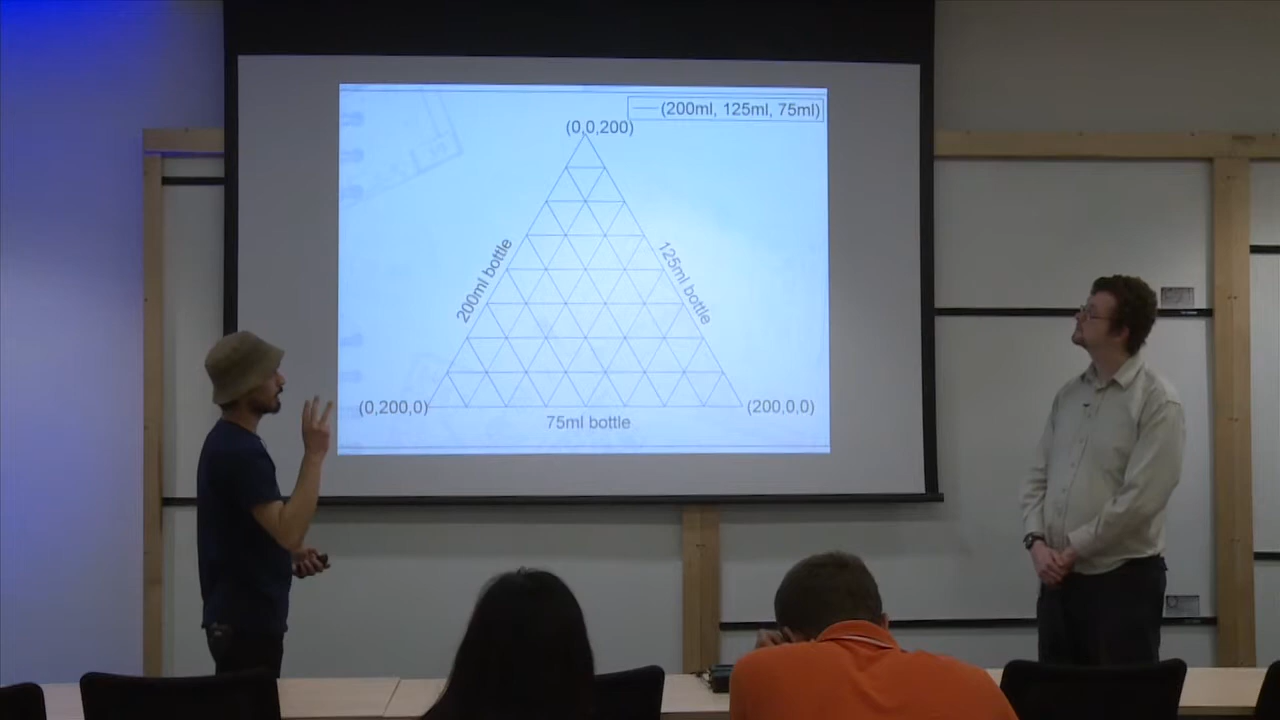 (200ml, 125ml, 75ml)
(0,0,200)
200ml bottle
125ml bottle
(0,200,0)
(200,0,0)
75ml bottle